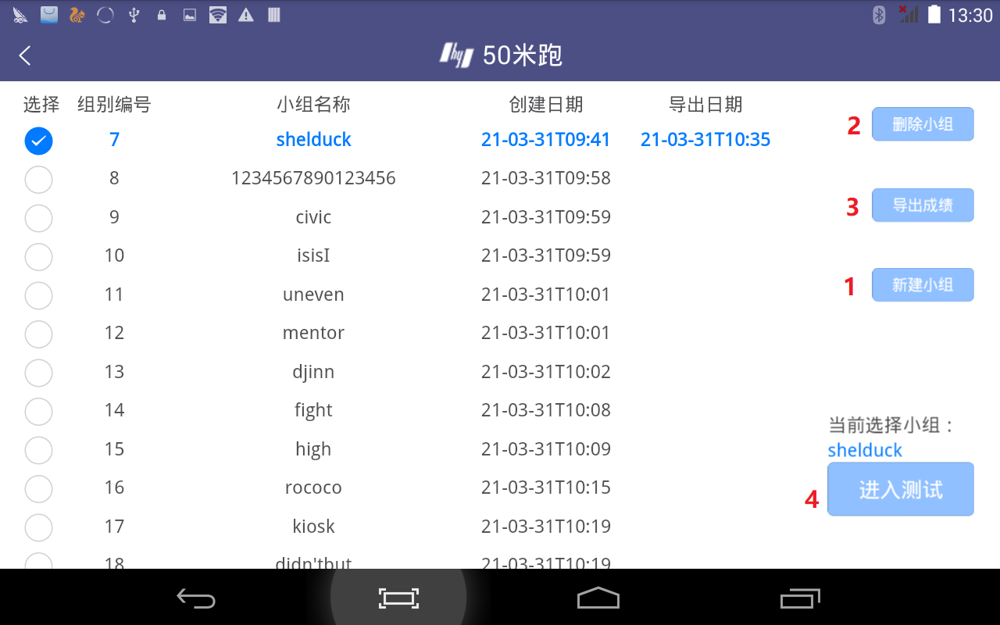 13:30
hy 50米跑
选择 组别编号 小组名称 创建日期 导出日期
7 shelduck 21-03-31T09:41 21-03-31T10:35
2 删除小组
8 1234567890123456 21-03-31T09:58
3 导出成绩
9 civic 21-03-31T09:59
10 isisI 21-03-31T09:59
1 新建小组
11 uneven 21-03-31T10:01
12 mentor 21-03-31T10:01
13 djinn 21-03-31T10:02
14 fight 21-03-31T10:08
15 high 21-03-31T10:09
16 rococo 21-03-31T10:15
17 kiosk 21-03-31T10:19
18 didn'tbut 21-03-31T10:19
当前选择小组：
shelduck
4 进入测试